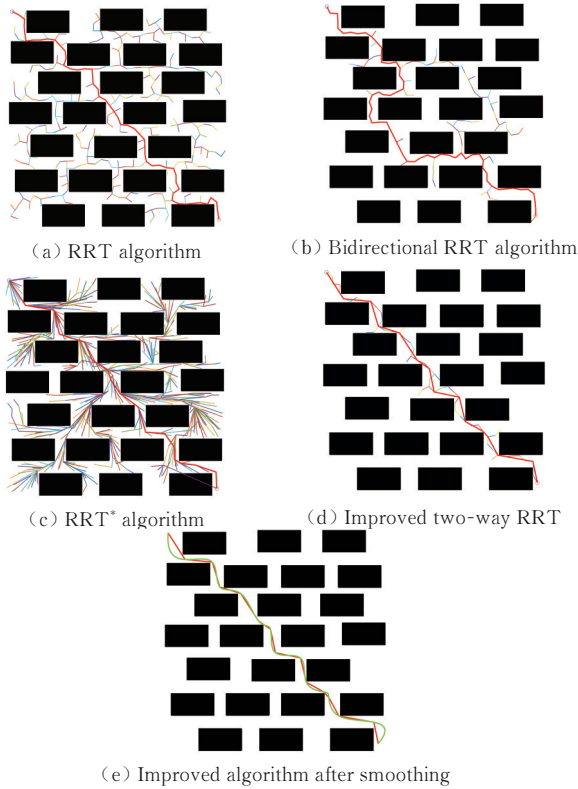 (a) RRT algorithm
(b) Bidirectional RRT algorithm
(c) RRT* algorithm
(d) Improved two-way RRT
(e) Improved algorithm after smoothing